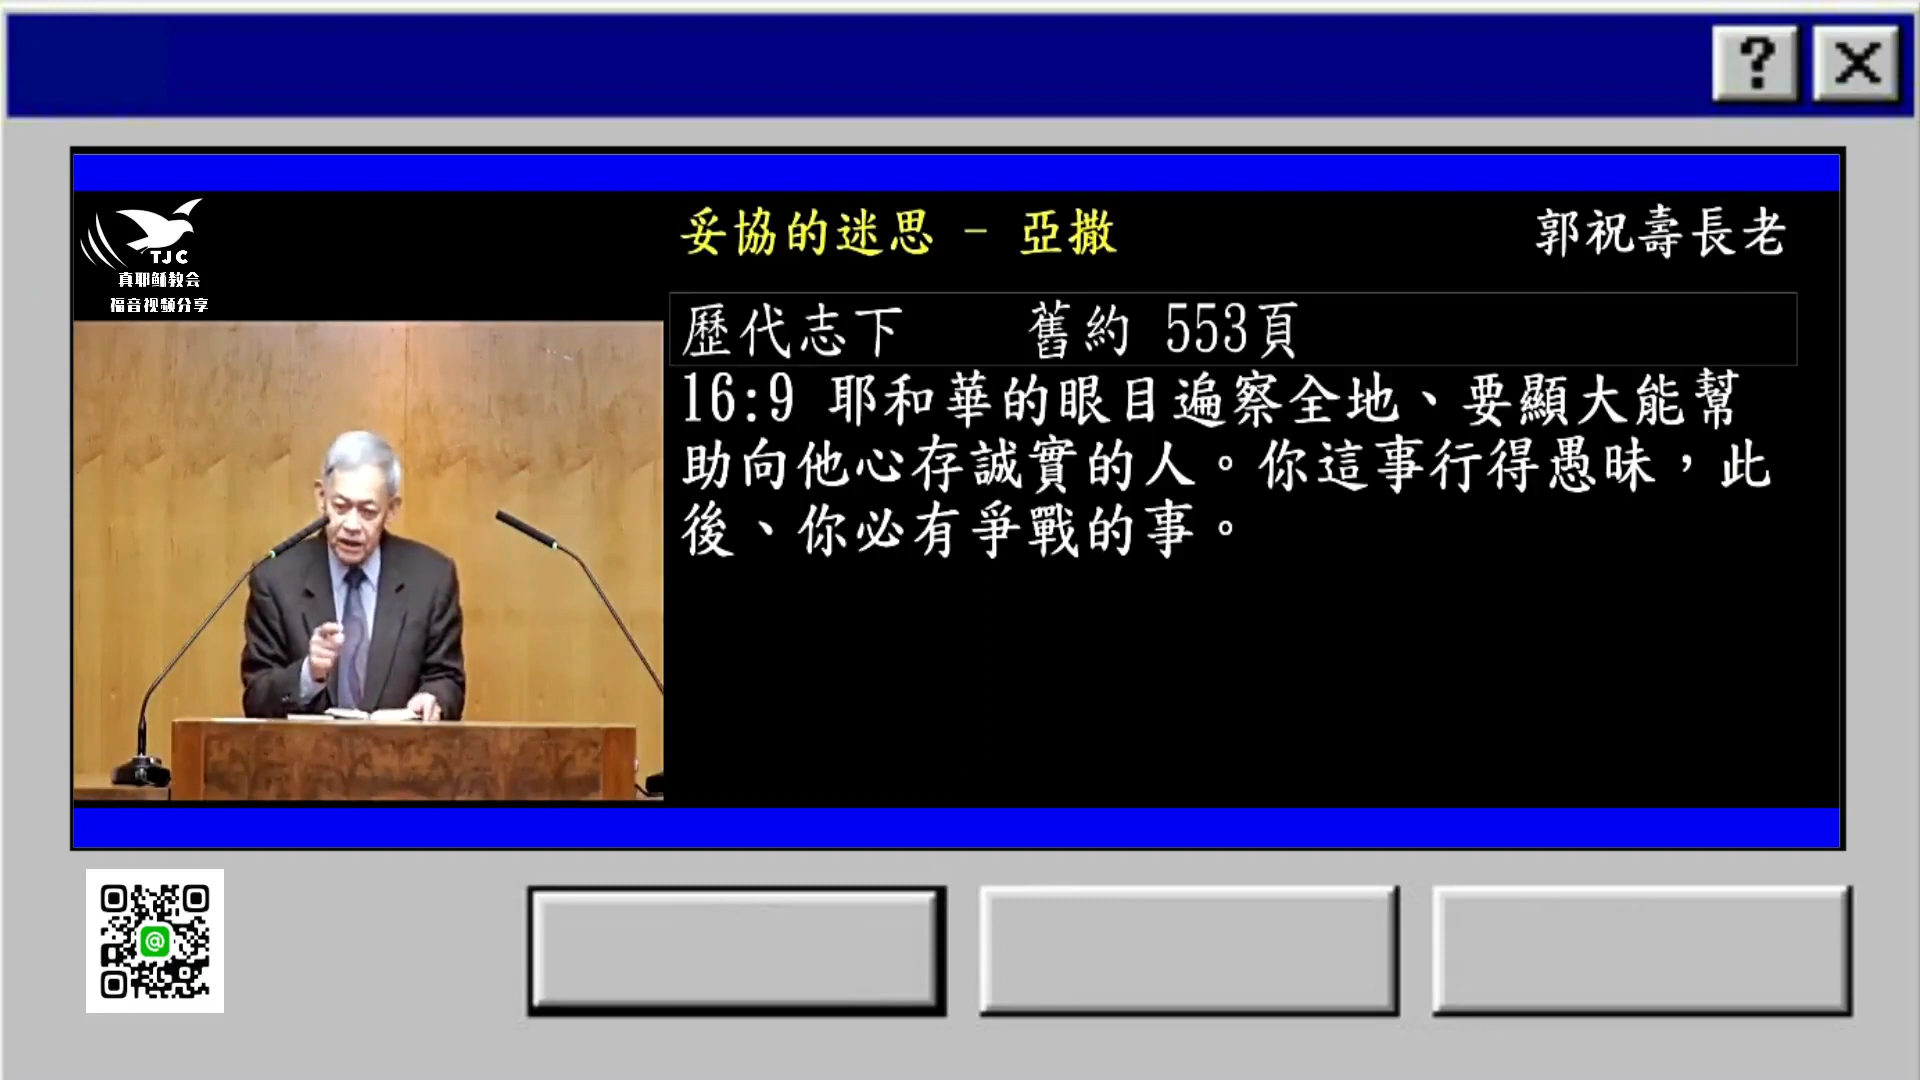 ?
TJC
真耶穌教会
福音视频分享
妥協的迷思 - 亞撒
郭祝壽長老
歷代志下 舊約 553頁
16:9 耶和華的眼目遍察全地、要顯大能幫
助向他心存誠實的人。你這事行得愚昧，此
後、你必有爭戰的事。
@